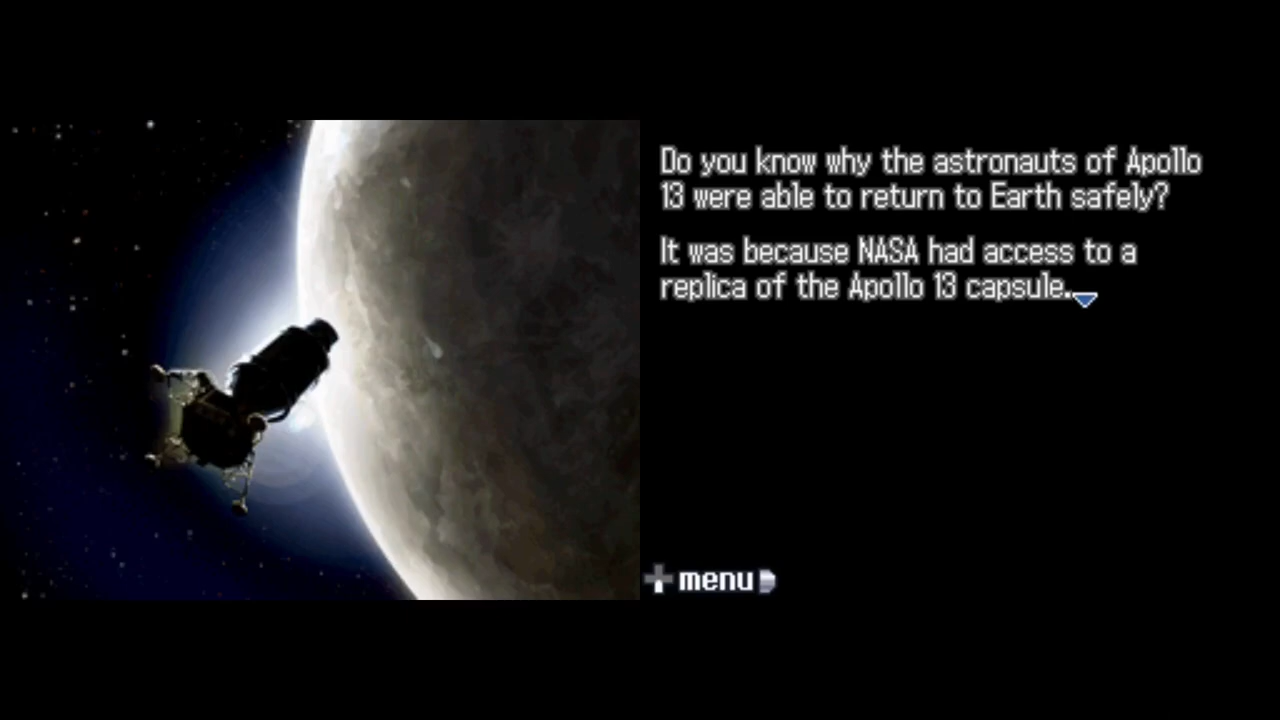 Do you know why the astronauts of Apollo
13 were able to return to Earth safely?
It was because NASA had access to a
replica of the Apollo 13 capsule.
menu